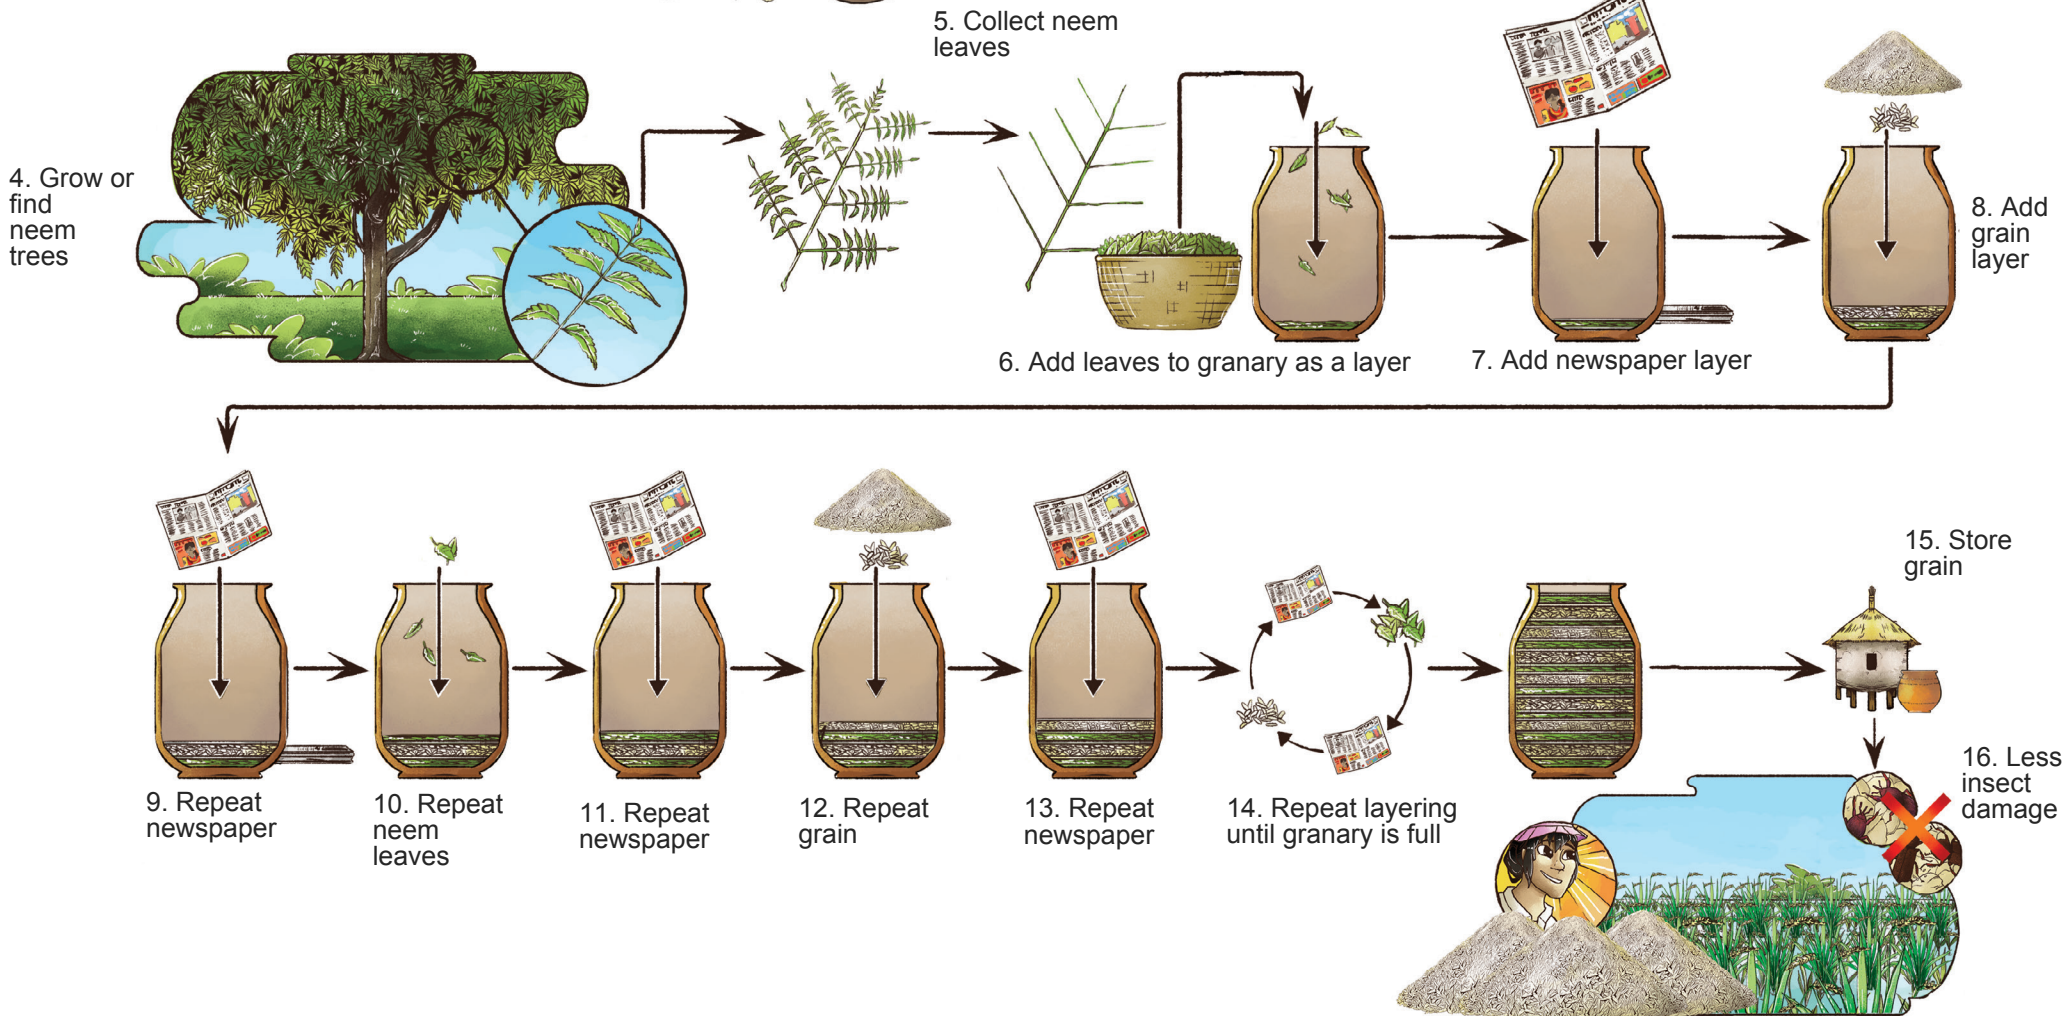 5. Collect neem
leaves
4. Grow or
find
neem
trees
8. Add
grain
layer
6. Add leaves to granary as a layer
7. Add newspaper layer
9. Repeat
newspaper
10. Repeat
neem
leaves
11. Repeat
newspaper
12. Repeat
grain
13. Repeat
newspaper
14. Repeat layering
until granary is full
15. Store
grain
16. Less
insect
damage